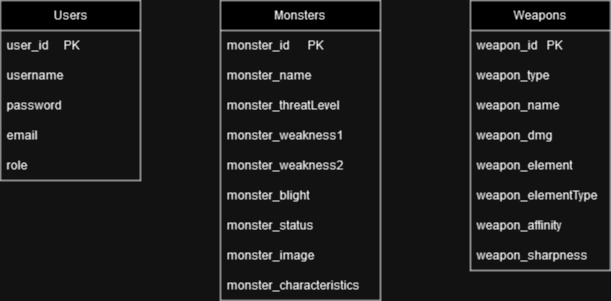 Users
user_id PK
username
password
email
role
Monsters
monster_id PK
monster_name
monster_threatLevel
monster_weakness1
monster_weakness2
monster_blight
monster_status
monster_image
monster_characteristics
Weapons
weapon_id PK
weapon_type
weapon_name
weapon_dmg
weapon_element
weapon_elementType
weapon_affinity
weapon_sharpness